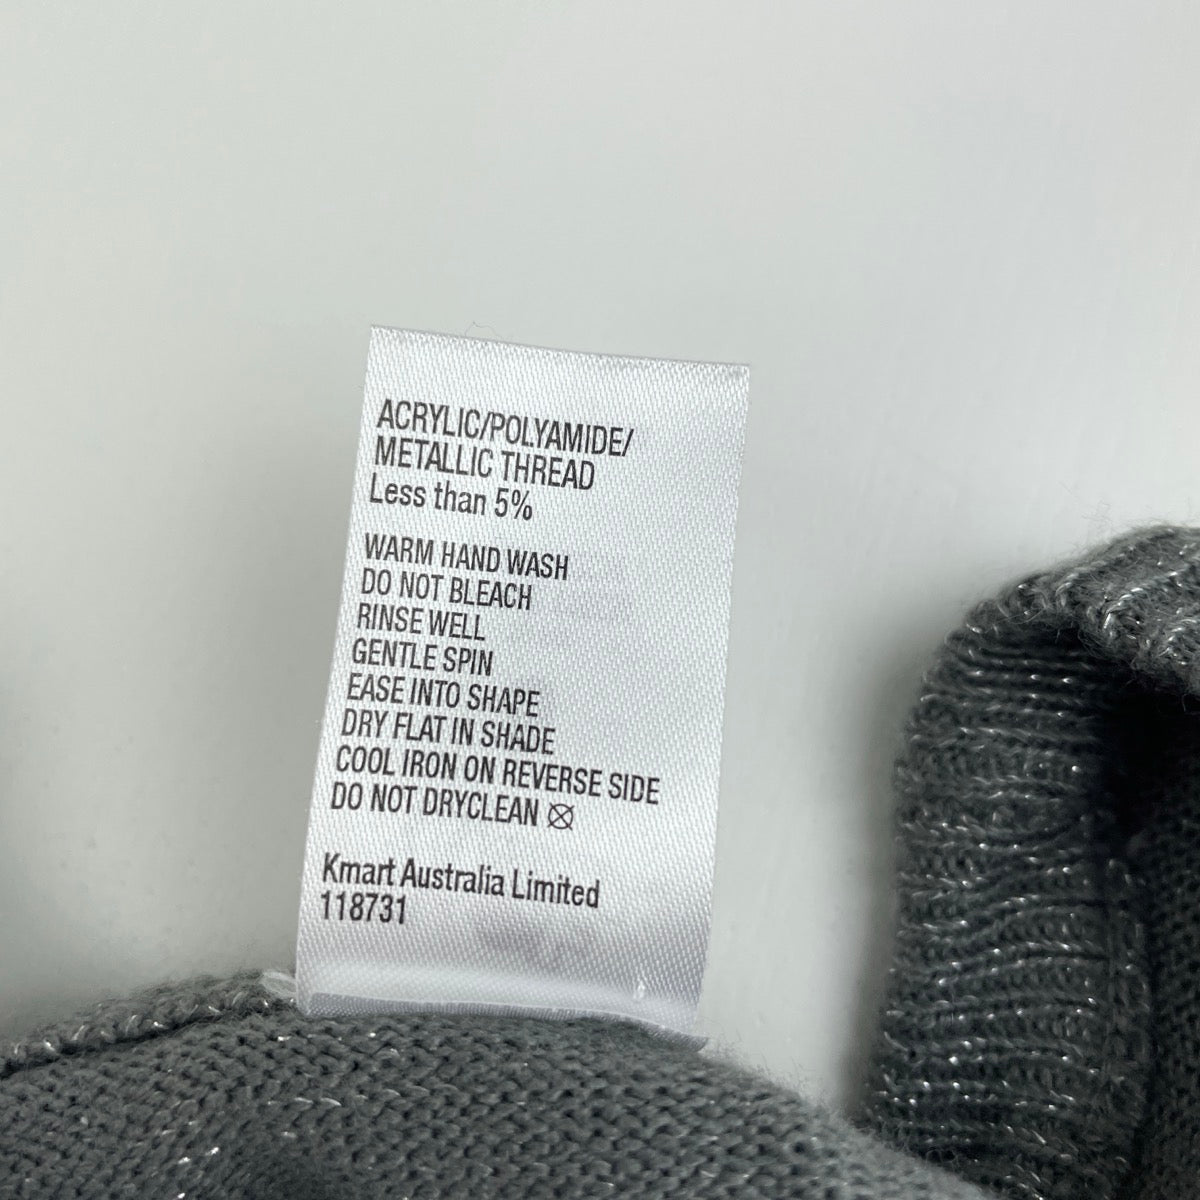 ACRYLIC/POLYAMIDE/
METALLIC THREAD
Less than 5%
WARM HAND WASH
DO NOT BLEACH
RINSE WELL
GENTLE SPIN
EASE INTO SHAPE
DRY FLAT IN SHADE
COOL IRON ON REVERSE SIDE
DO NOT DRYCLEAN
Kmart Australia Limited
118731